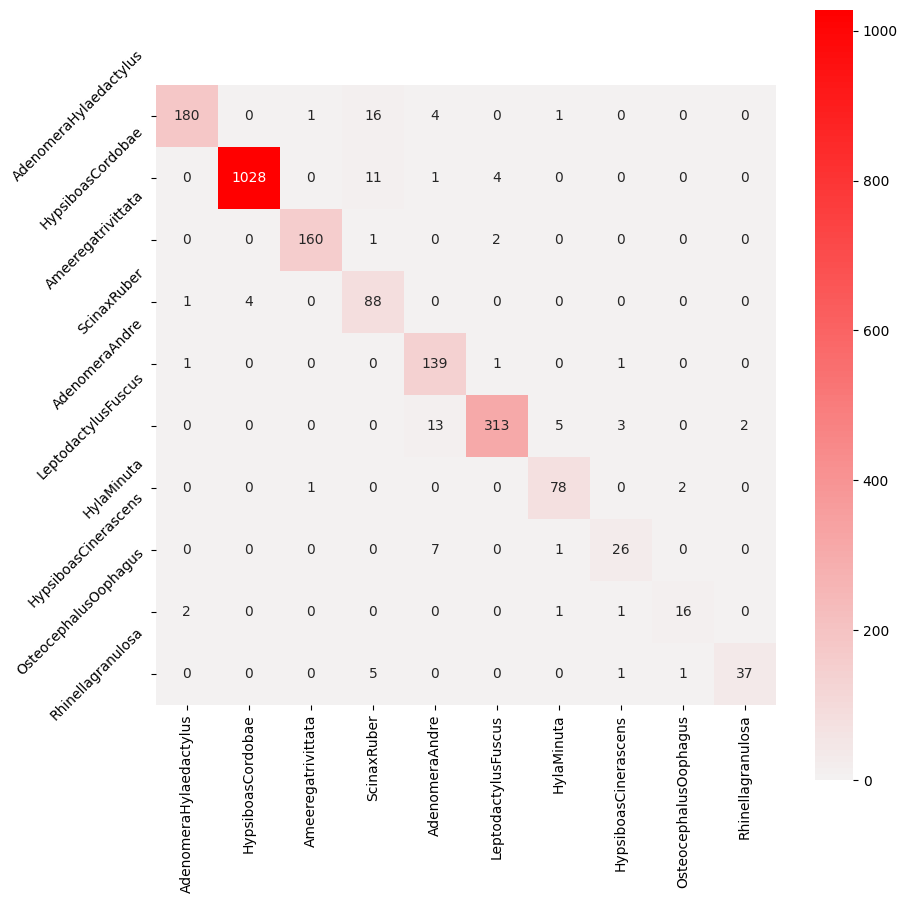 AdenomeraHylaedactylus 180 0 1 16 4 0 1 0 0 0
HypsiboasCordobae 0 1028 0 11 1 4 0 0 0 0
Ameeregatrivittata 0 0 160 1 0 2 0 0 0 0
ScinaxRuber 1 4 0 88 0 0 0 0 0 0
AdenomeraAndre 1 0 0 0 139 1 0 1 0 0
LeptodactylusFuscus 0 0 0 0 13 313 5 3 0 2
HylaMinuta 0 0 1 0 0 0 78 0 2 0
HypsiboasCinerascens 0 0 0 0 7 0 1 26 0 0
OsteocephalusOophagus 2 0 0 0 0 0 1 1 16 0
Rhinellagranulosa 0 0 0 5 0 0 0 1 1 37
AdenomeraHylaedactylus
HypsiboasCordobae
Ameeregatrivittata
ScinaxRuber
AdenomeraAndre
LeptodactylusFuscus
HylaMinuta
HypsiboasCinerascens
OsteocephalusOophagus
Rhinellagranulosa
1000
800
600
400
200
0